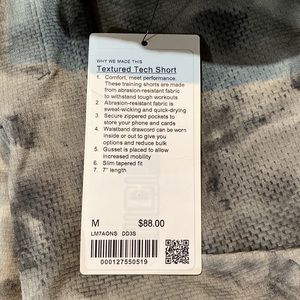 WHY WE MADE THIS
Textured Tech Short
1. Comfort, meet performance.
These training shorts are made
from abrasion-resistant fabric
to withstand tough workouts
2. Abrasion-resistant fabric is
sweat-wicking and quick-drying
3. Secure zippered pockets to
store your phone and cards
4. Waistband drawcord can be worn
inside or out to give you
options and reduce bulk
5. Gusset is placed to allow
increased mobility
6. Slim tapered fit
7. 7" length
M $88.00
LM7AONS DD3S
000127550519